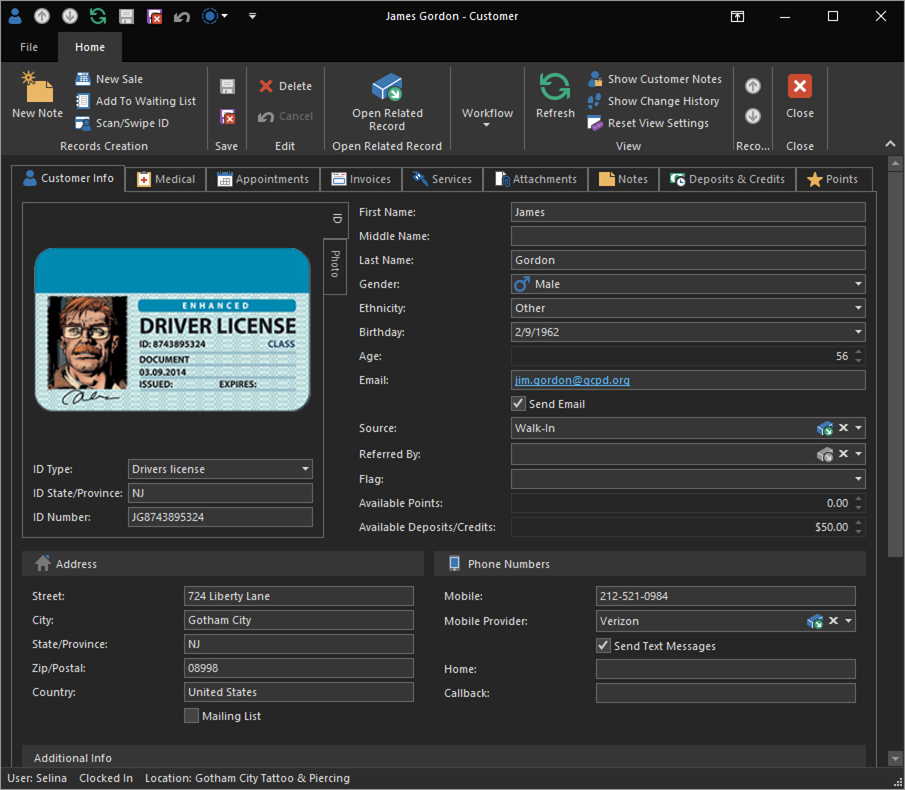 James Gordon - Customer
File
Home
New Note
New Sale
Add To Waiting List
Scan/Swipe ID
Records Creation
Save
Delete
Cancel
Edit
Open Related
Record
Open Related Record
Workflow
Refresh
Show Customer Notes
Show Change History
Reset View Settings
View
Reco...
Close
Close
Customer Info
Medical
Appointments
Invoices
Services
Attachments
Notes
Deposits & Credits
Points
ID
Photo
ENHANCED
DRIVER LICENSE
ID: 8743895324 CLASS
DOCUMENT
03.09.2014
ISSUED: EXPIRES:
ID Type: Drivers license
ID State/Province: NJ
ID Number: JG8743895324
First Name: James
Middle Name:
Last Name: Gordon
Gender: Male
Ethnicity: Other
Birthday: 2/9/1962
Age: 56
Email: jim.gordon@gcpd.org
Send Email
Source: Walk-In
Referred By:
Flag:
Available Points: 0.00
Available Deposits/Credits: $50.00
Address
Street: 724 Liberty Lane
City: Gotham City
State/Province: NJ
Zip/Postal: 08998
Country: United States
Mailing List
Phone Numbers
Mobile: 212-521-0984
Mobile Provider: Verizon
Send Text Messages
Home:
Callback:
Additional Info
User: Selina Clocked In Location: Gotham City Tattoo & Piercing